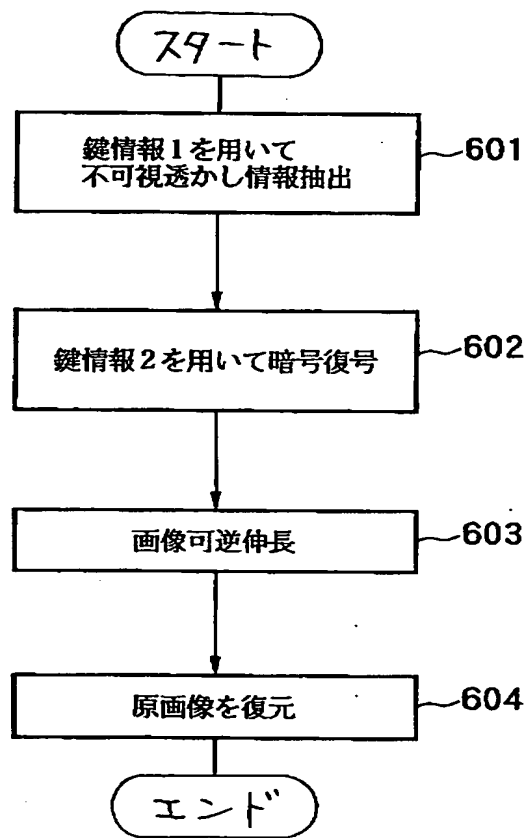 スタート
鍵情報1を用いて
不可視透かし情報抽出
601
鍵情報2を用いて暗号復号
602
画像可逆伸長
603
原画像を復元
604
エンド